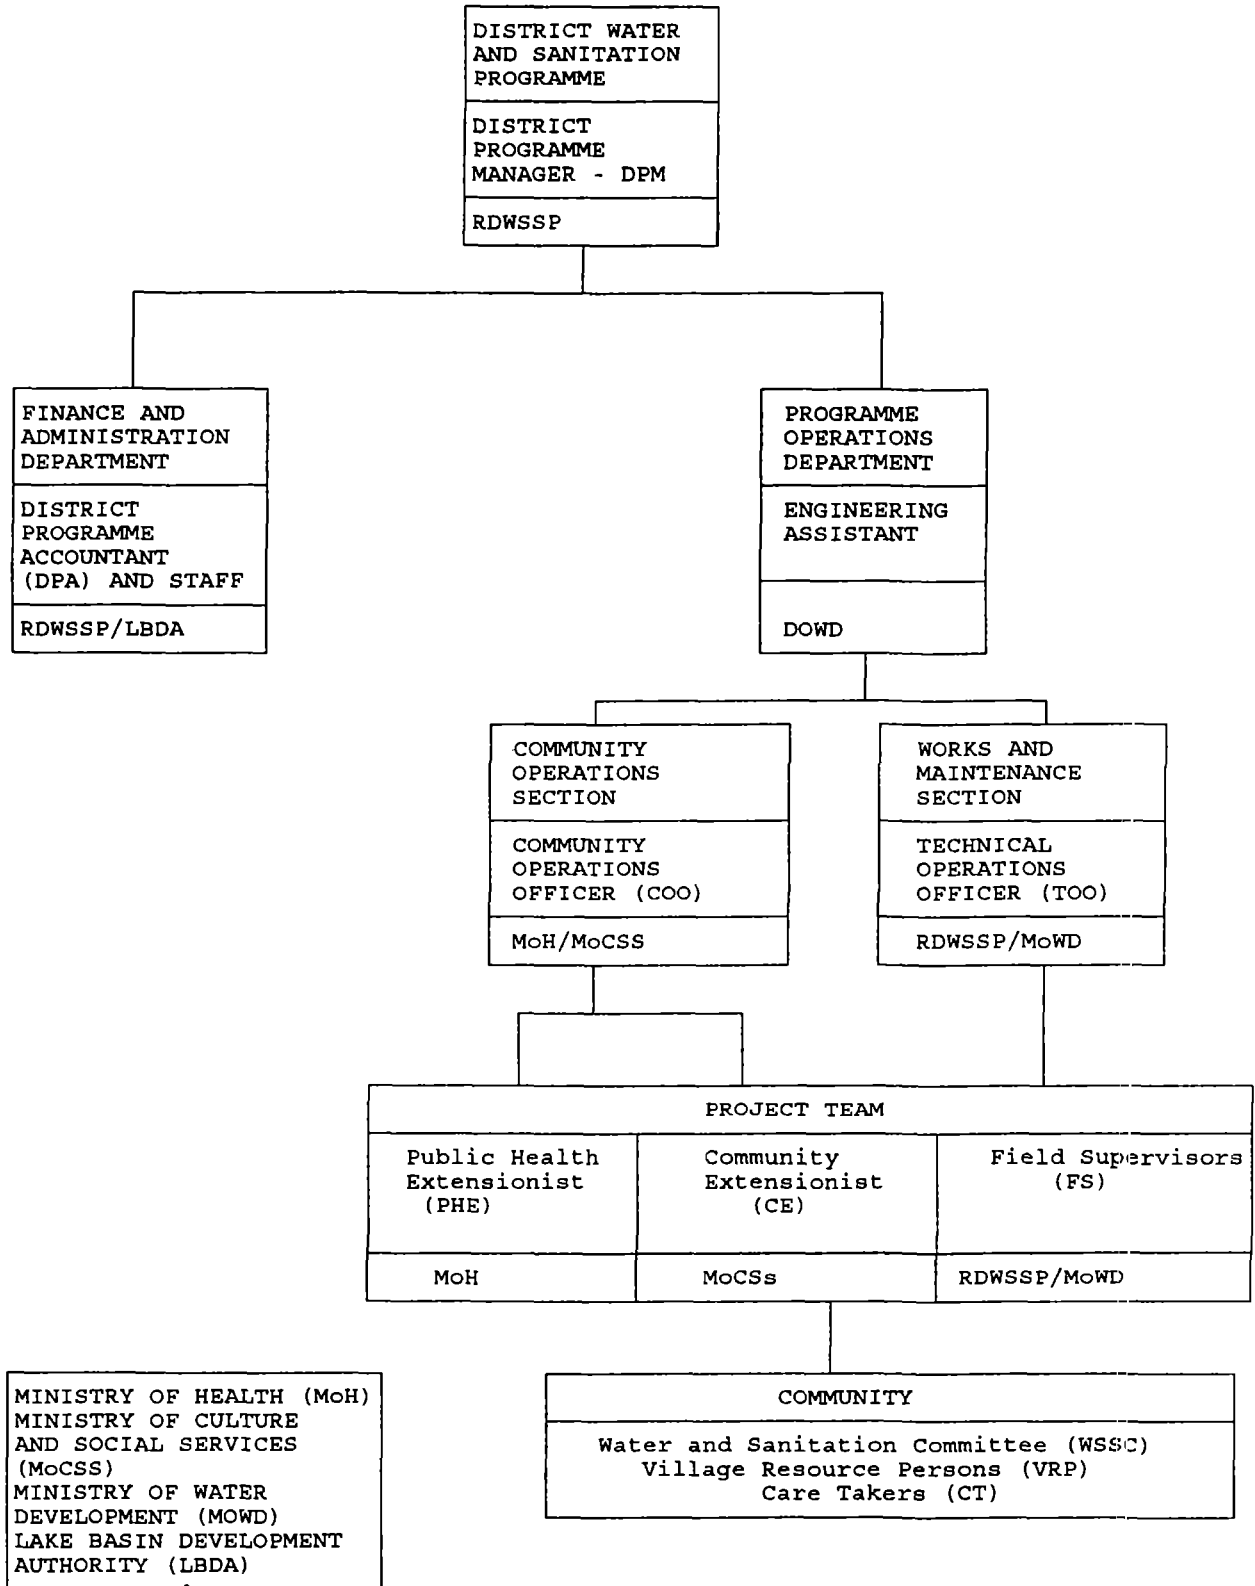 DISTRICT WATER
AND SANITATION
PROGRAMME
DISTRICT
PROGRAMME
MANAGER - DPM
RDWSSP
FINANCE AND
ADMINISTRATION
DEPARTMENT
DISTRICT
PROGRAMME
ACCOUNTANT
(DPA) AND STAFF
RDWSSP/LBDA
PROGRAMME
OPERATIONS
DEPARTMENT
ENGINEERING
ASSISTANT
DOWD
COMMUNITY
OPERATIONS
SECTION
COMMUNITY
OPERATIONS
OFFICER (COO)
MoH/MoCSS
WORKS AND
MAINTENANCE
SECTION
TECHNICAL
OPERATIONS
OFFICER (TOO)
RDWSSP/MoWD
PROJECT TEAM
Public Health
Extensionist
(PHE)
MoH
Community
Extensionist
(CE)
MoCSs
Field Supervisors
(FS)
RDWSSP/MoWD
COMMUNITY
Water and Sanitation Committee (WSSC)
Village Resource Persons (VRP)
Care Takers (CT)
MINISTRY OF HEALTH (MoH)
MINISTRY OF CULTURE
AND SOCIAL SERVICES
(MoCSS)
MINISTRY OF WATER
DEVELOPMENT (MOWD)
LAKE BASIN DEVELOPMENT
AUTHORITY (LBDA)